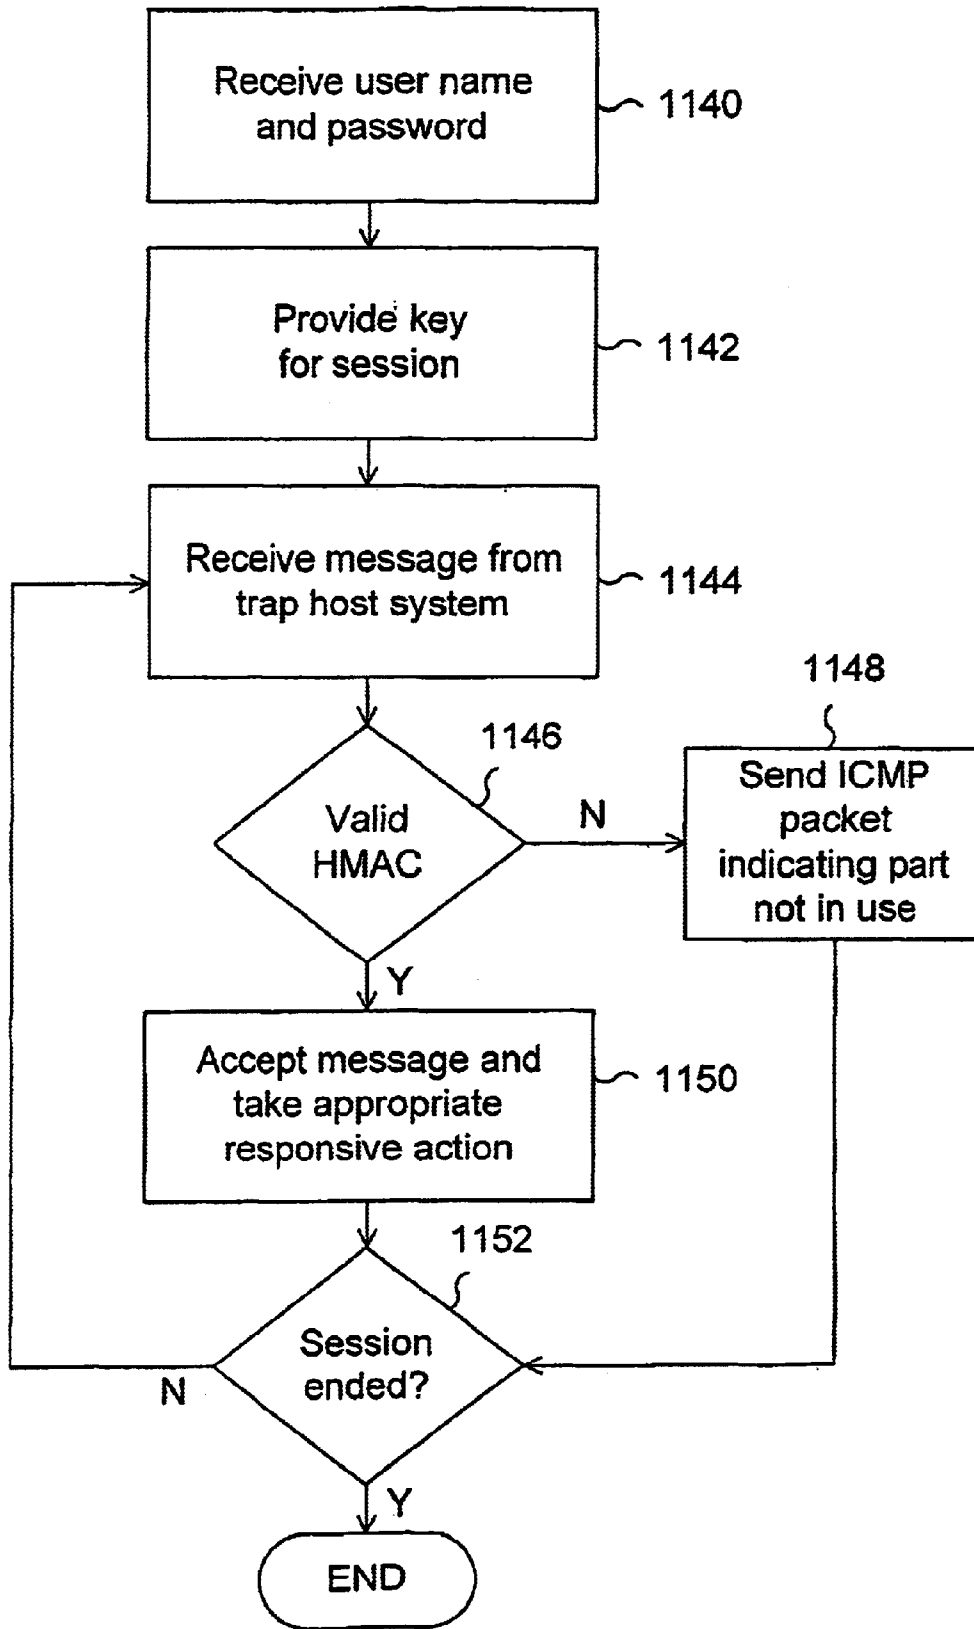 Receive user name
and password
1140
Provide key
for session
1142
Receive message from
trap host system
1144
1146
Valid
HMAC
N
1148
Send ICMP
packet
indicating part
not in use
Y
Accept message and
take appropriate
responsive action
1150
1152
Session
ended?
N
Y
END